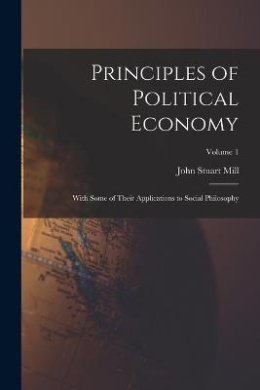 Principles of
Political
Economy
John Stuart Mill
With Some of Their Applications to Social Philosophy
Volume 1